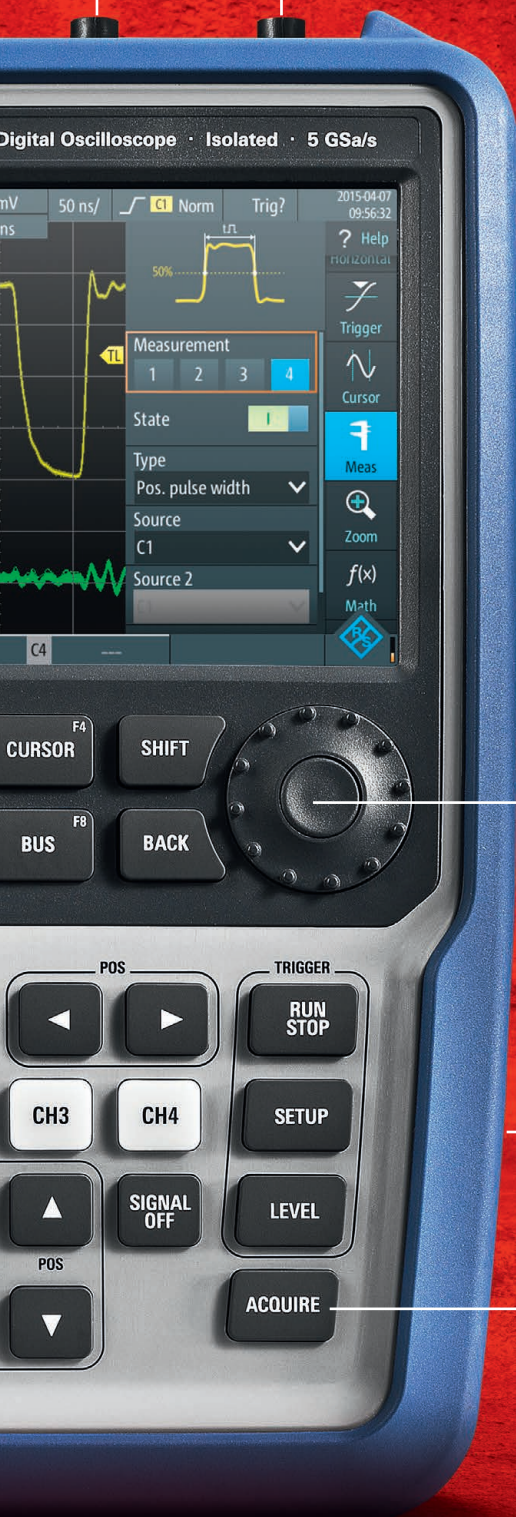 Digital Oscilloscope · Isolated · 5 GSa/s
mV 50 ns/ C1 Norm Trig? 2015-04-07
09:56:32
ns
? Help
Horizontal
50%
Trigger
TL
Measurement
1 2 3 4
Cursor
State
Meas
Type
Pos. pulse width
Zoom
Source
C1
f(x)
Math
Source 2
C1
C4 ---
R&S
CURSOR F4
SHIFT
BUS F8
BACK
POS
TRIGGER
RUN
STOP
CH3
CH4
SETUP
SIGNAL
OFF
LEVEL
POS
ACQUIRE